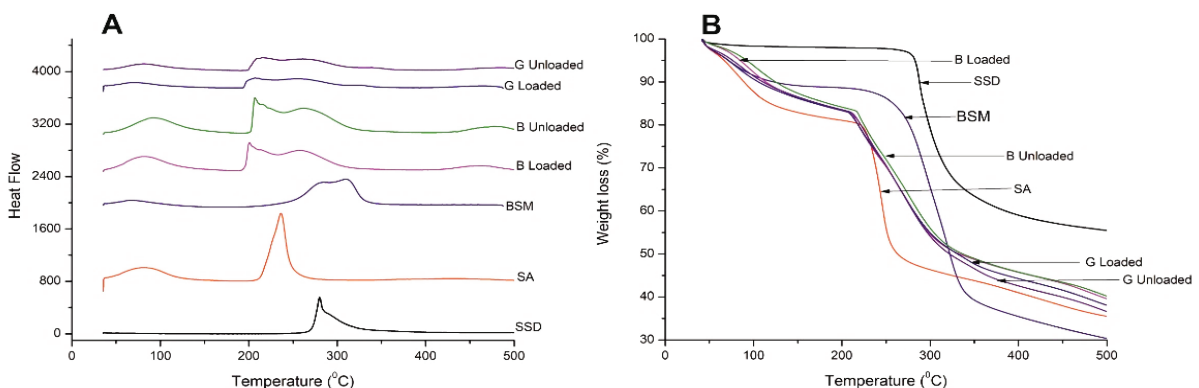 A
Heat Flow
4000
3200
2400
1600
800
0
G Unloaded
G Loaded
B Unloaded
B Loaded
BSM
SA
SSD
0 100 200 300 400 500
Temperature (°C)
B
Weight loss (%)
100
90
80
70
60
50
40
30
B Loaded
SSD
BSM
B Unloaded
SA
G Loaded
G Unloaded
0 100 200 300 400 500
Temperature (°C)